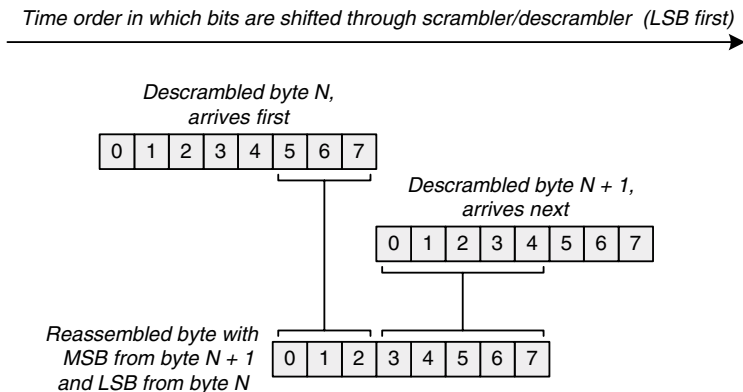 Time order in which bits are shifted through scrambler/descrambler (LSB first)
Descrambled byte N,
arrives first
0 1 2 3 4 5 6 7
Descrambled byte N + 1,
arrives next
0 1 2 3 4 5 6 7
Reassembled byte with
MSB from byte N + 1
and LSB from byte N
0 1 2 3 4 5 6 7